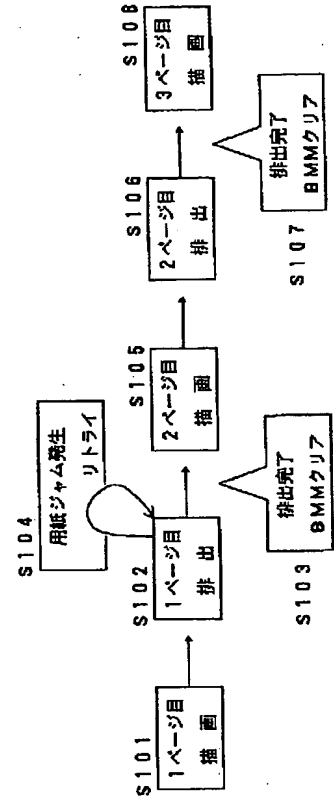 S101
1ページ目
描画
S102
1ページ目
排出
S104
用紙ジャム発生
リトライ
S103
排出完了
BMMクリア
S105
2ページ目
描画
S106
2ページ目
排出
S107
排出完了
BMMクリア
S108
3ページ目
描画